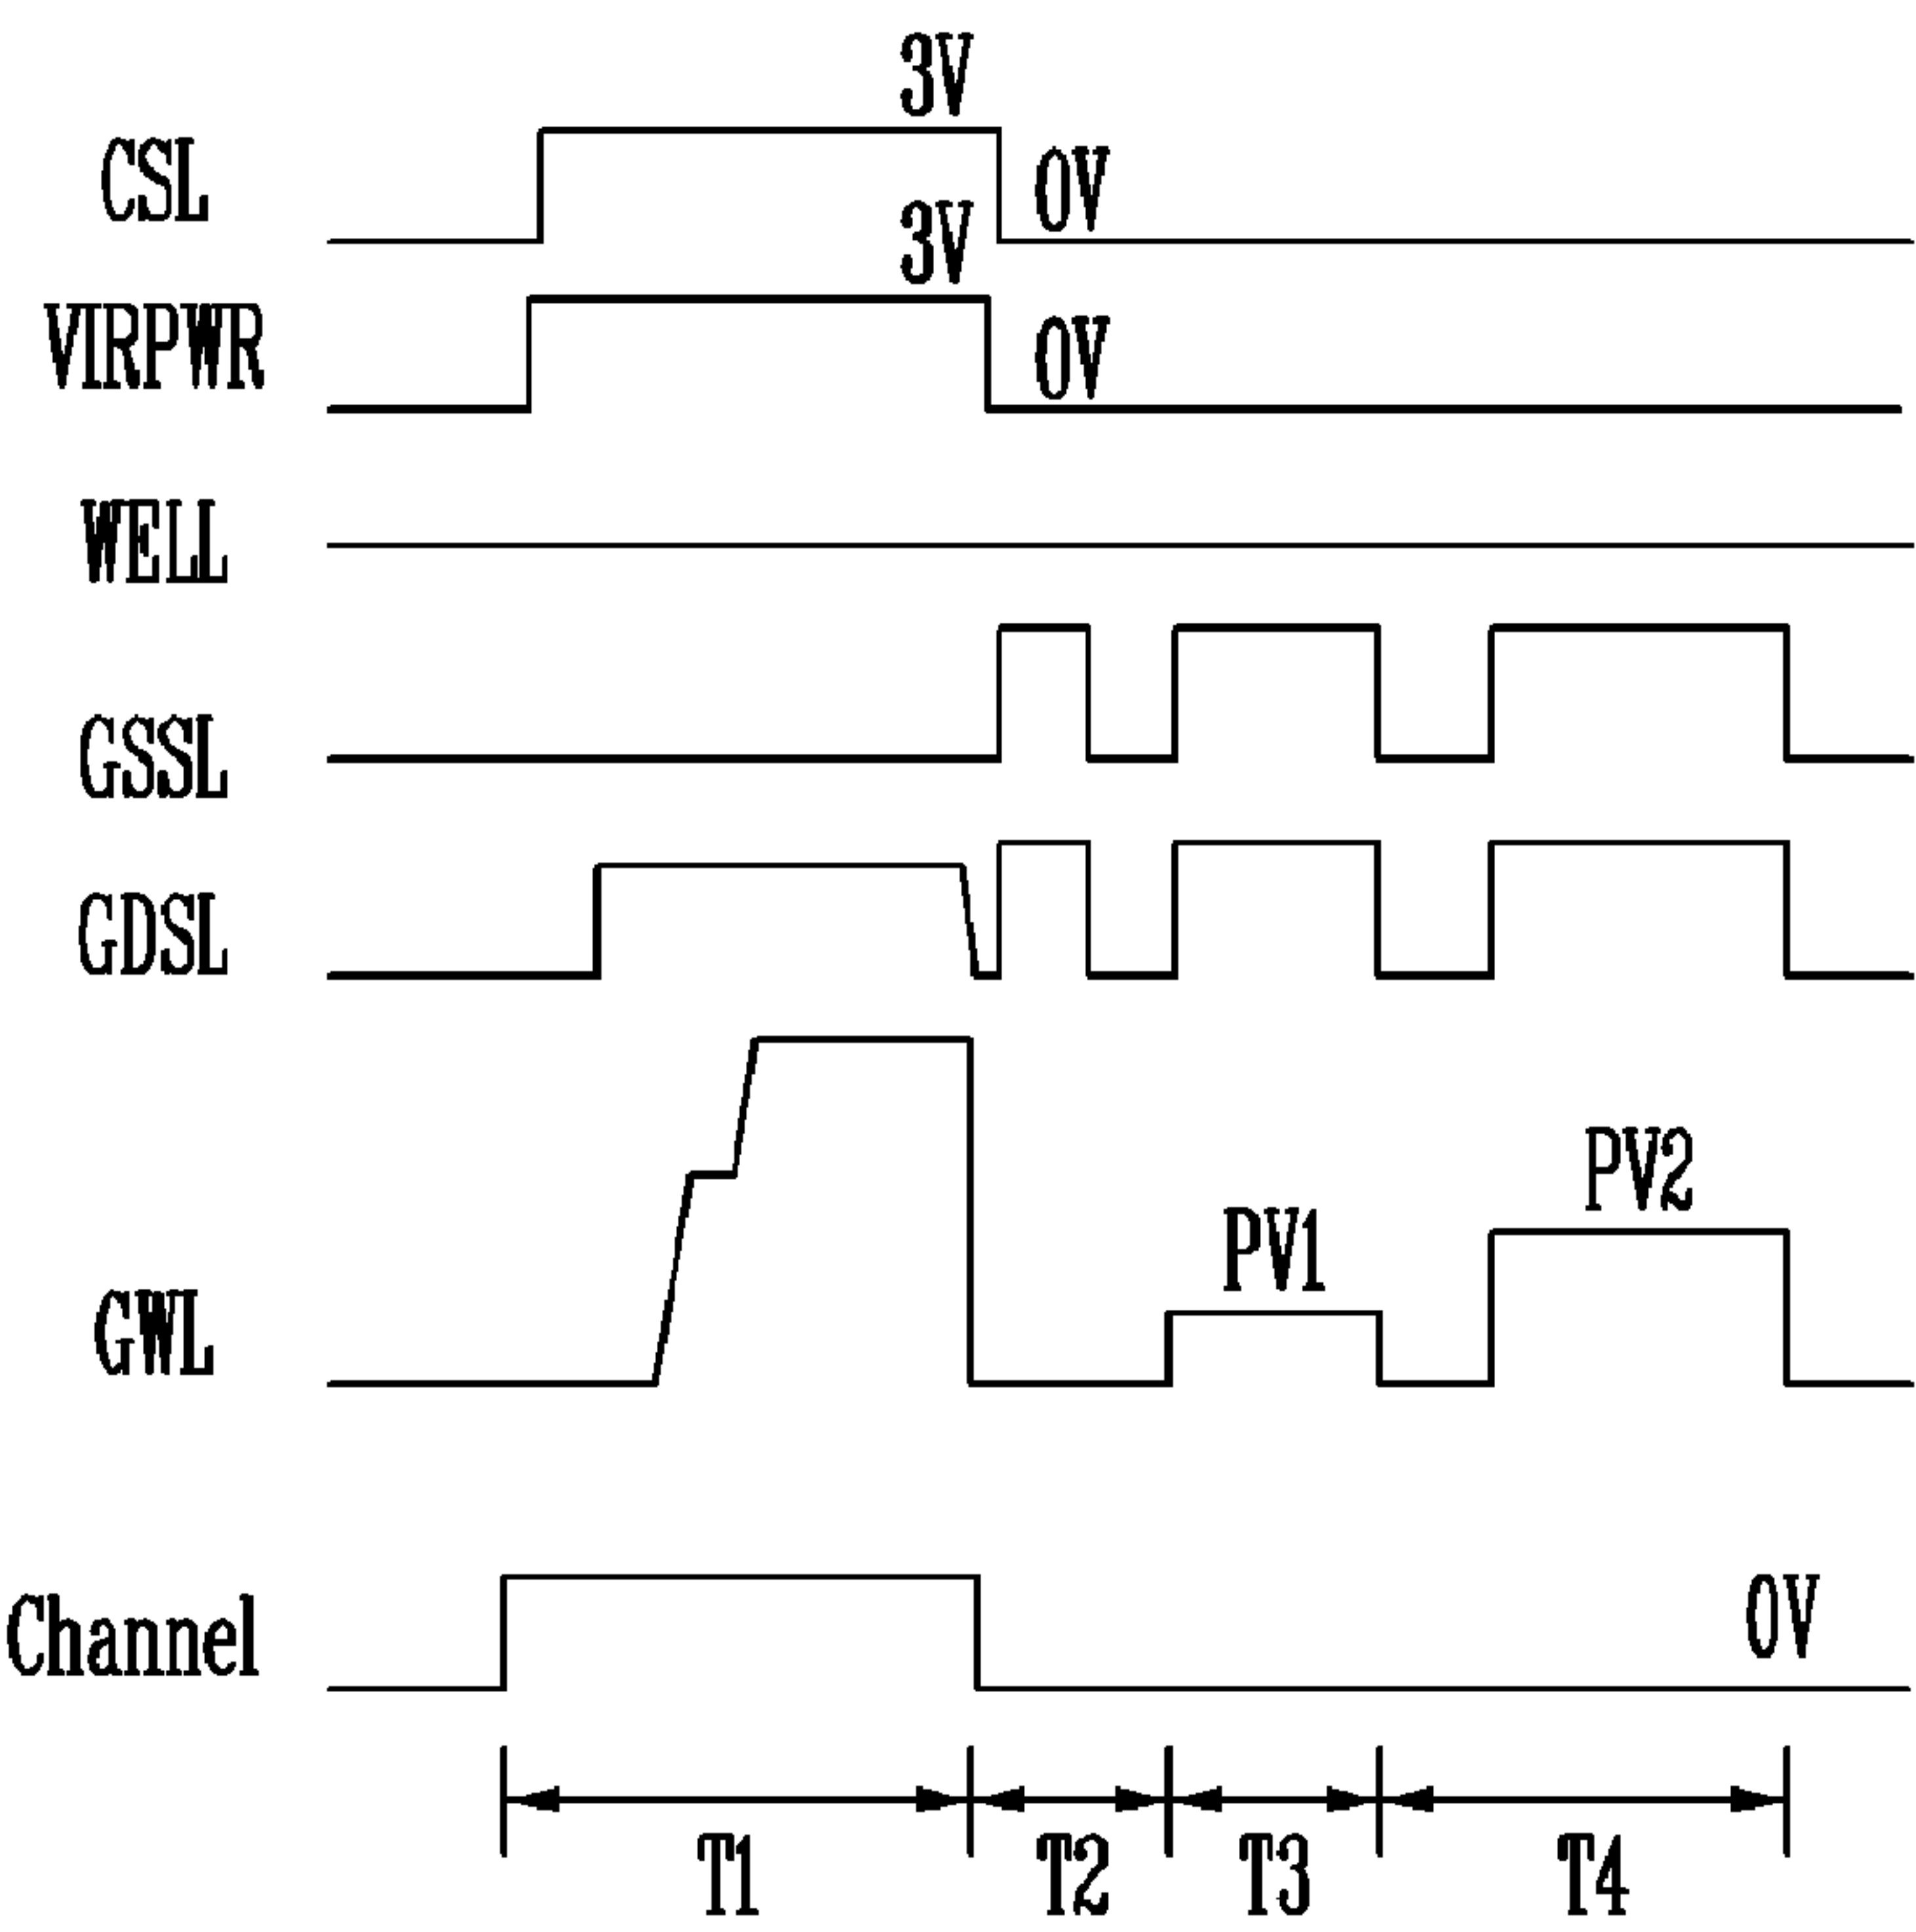 3V
CSL
0V
3V
VIRPWR
0V
WELL
GSSL
GDSL
PV2
PV1
GWL
Channel
0V
T1 T2 T3 T4